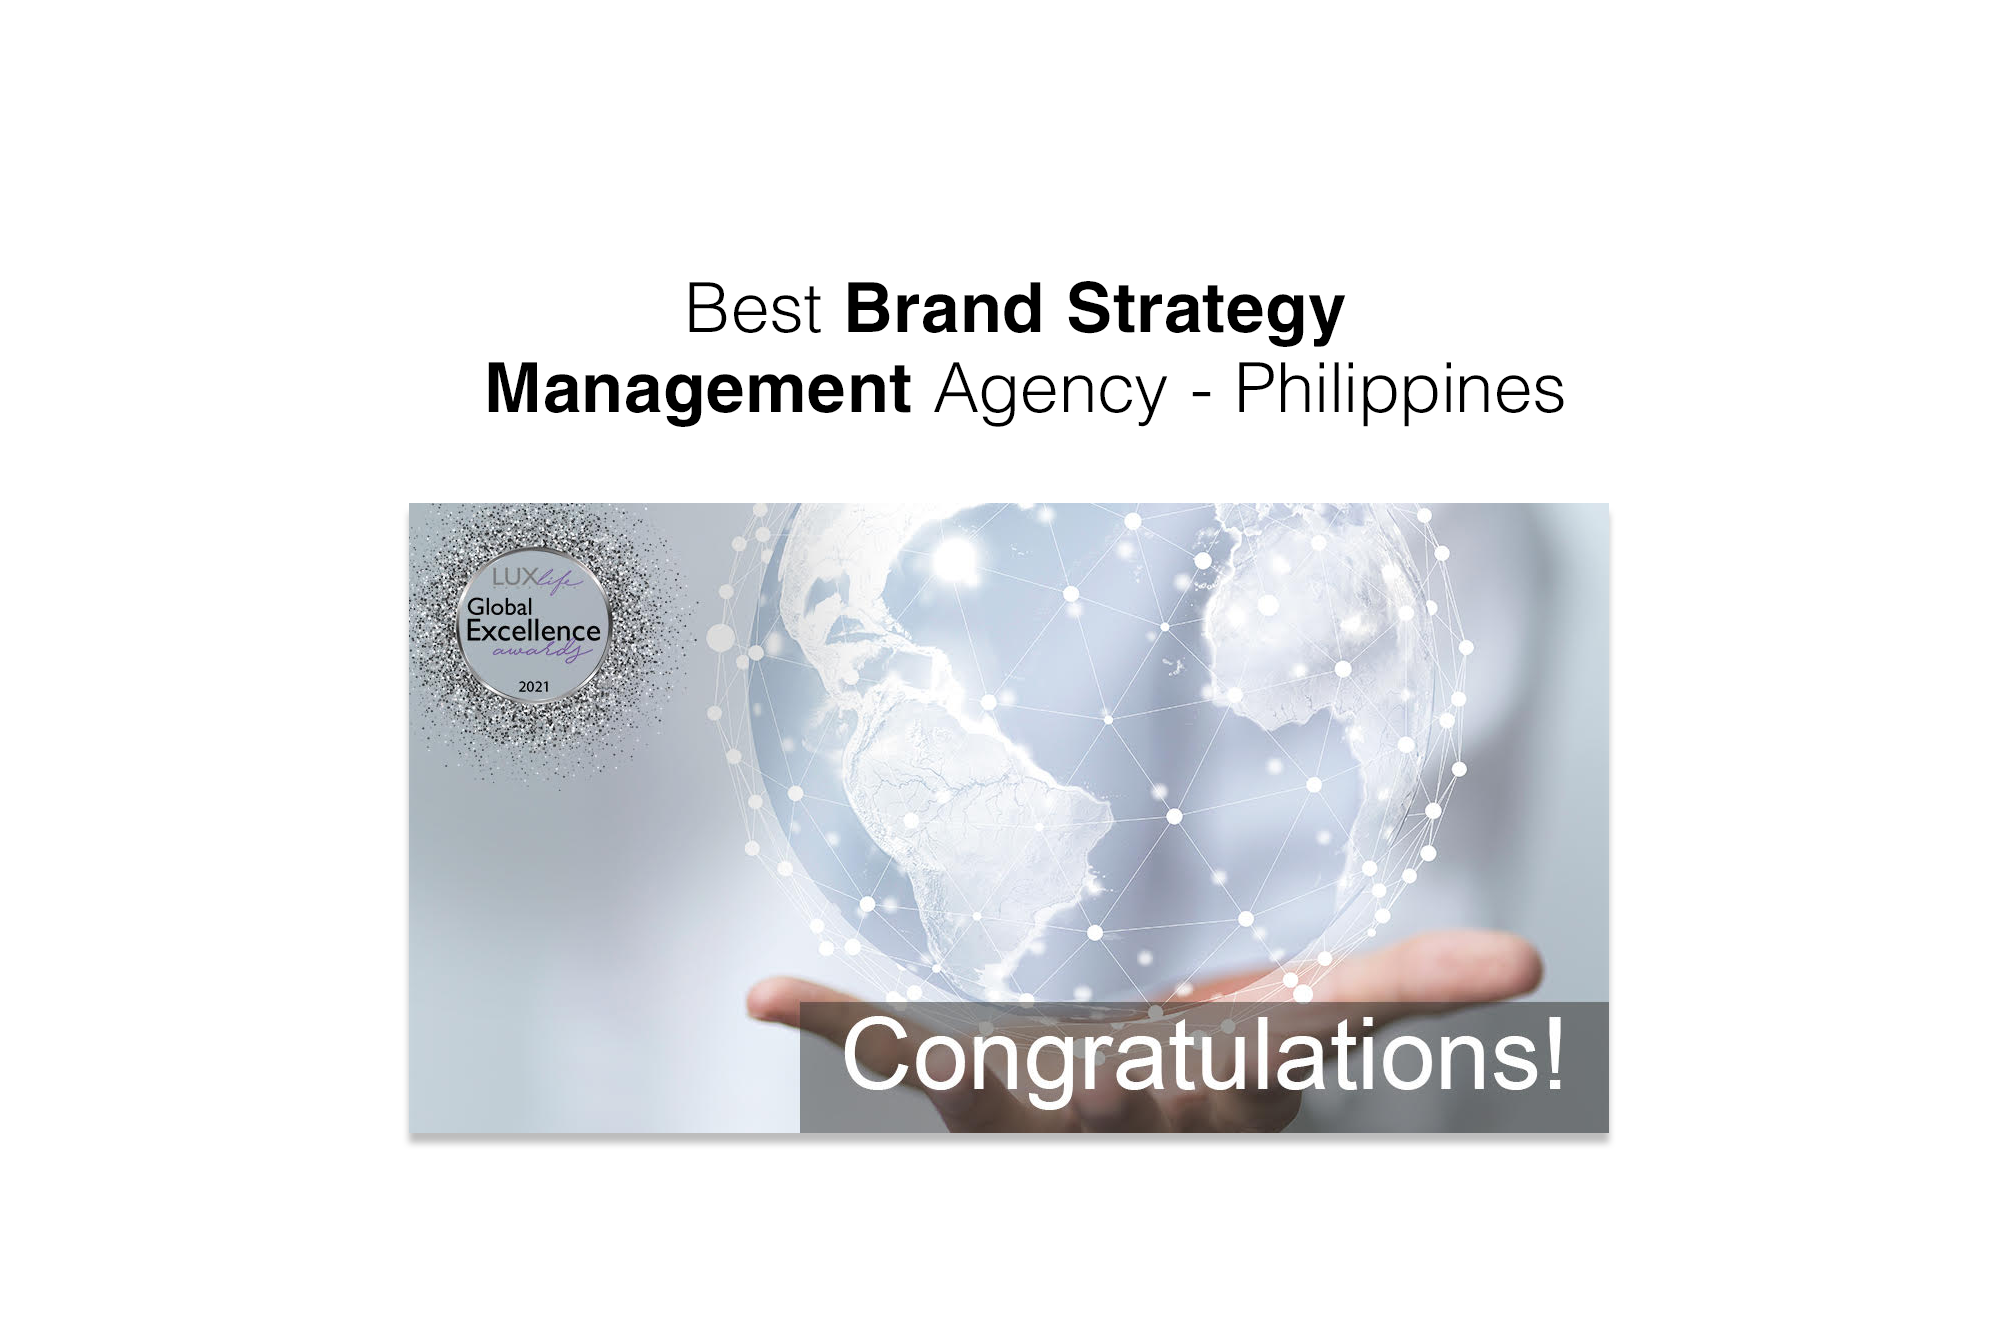 Best Brand Strategy
Management Agency - Philippines
LUXlife
Global
Excellence
awards
2021
Congratulations!